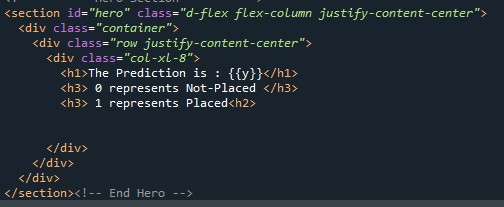 <section id="hero" class="d-flex flex-column justify-content-center">
<div class="container">
<div class="row justify-content-center">
<div class="col-xl-8">
<h1>The Prediction is : {{y}}</h1>
<h3> 0 represents Not-Placed </h3>
<h3> 1 represents Placed<h2>
</div>
</div>
</div>
</section><!-- End Hero -->